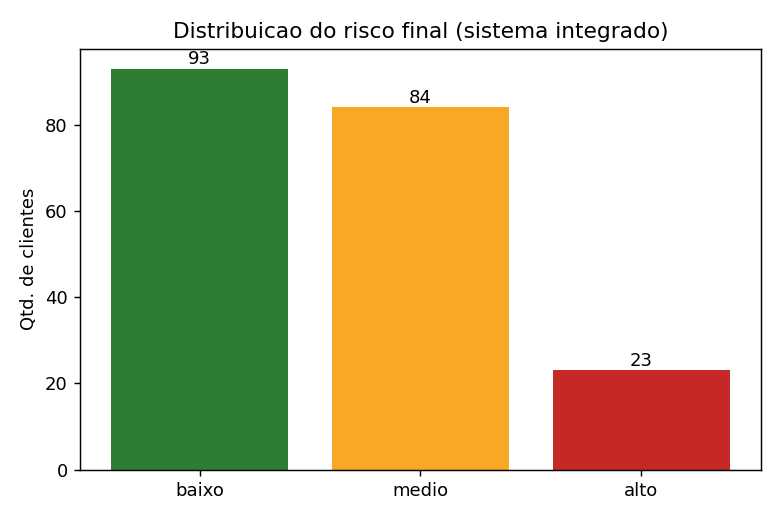 Distribuicao do risco final (sistema integrado)
93
84
23
80
60
40
20
0
Qtd. de clientes
baixo
medio
alto